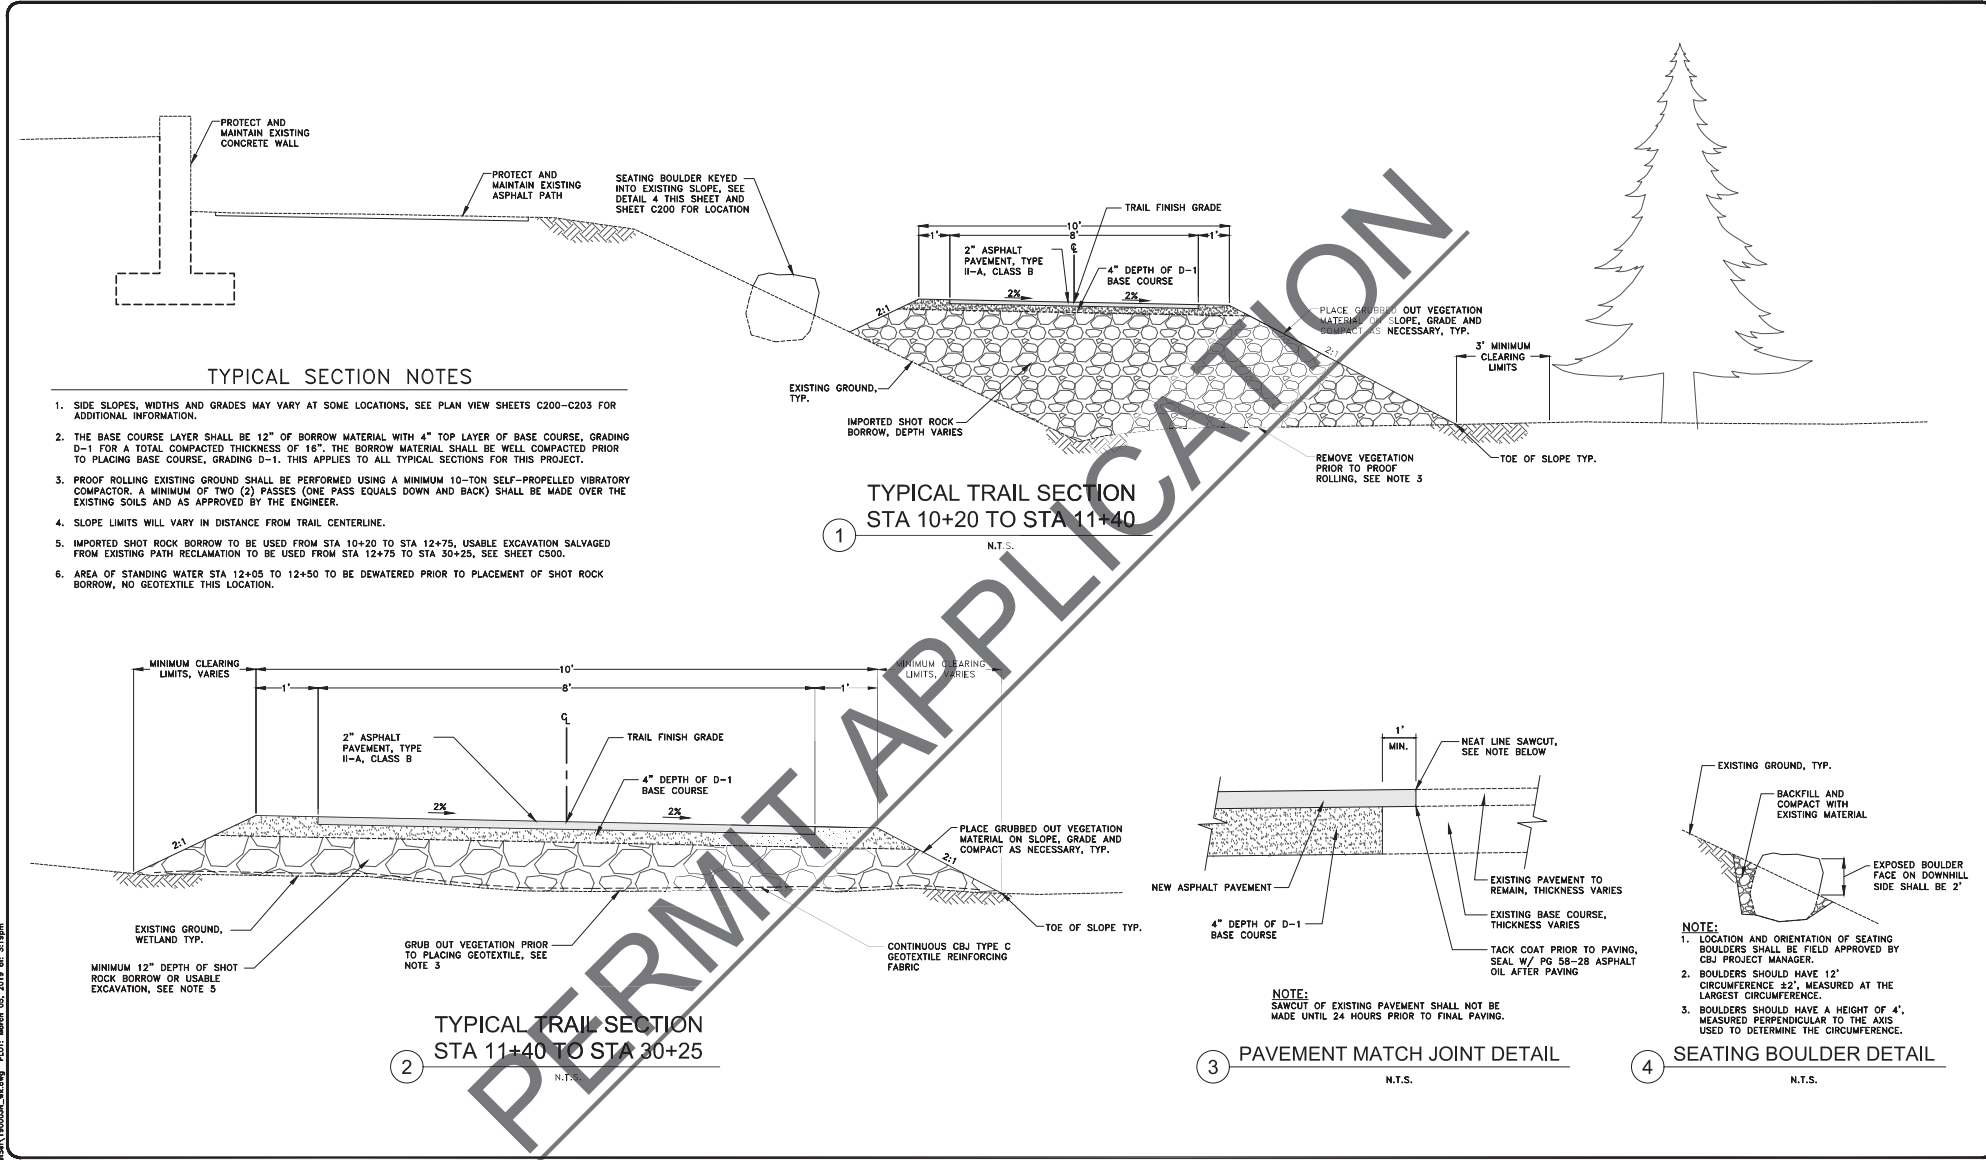 PROTECT AND
MAINTAIN EXISTING
CONCRETE WALL
PROTECT AND
MAINTAIN EXISTING
ASPHALT PATH
SEATING BOULDER KEYED
INTO EXISTING SLOPE, SEE
DETAIL 4 THIS SHEET AND
SHEET C200 FOR LOCATION
TRAIL FINISH GRADE
10'
1'
8'
1'
2" ASPHALT
PAVEMENT, TYPE
II-A, CLASS B
℄
4" DEPTH OF D-1
BASE COURSE
2%
2%
2:1
PLACE GRUBBED OUT VEGETATION
MATERIAL ON SLOPE, GRADE AND
COMPACT AS NECESSARY, TYP.
2:1
3' MINIMUM
CLEARING
LIMITS
EXISTING GROUND,
TYP.
IMPORTED SHOT ROCK
BORROW, DEPTH VARIES
REMOVE VEGETATION
PRIOR TO PROOF
ROLLING, SEE NOTE 3
TOE OF SLOPE TYP.
TYPICAL TRAIL SECTION
STA 10+20 TO STA 11+40
1
N.T.S.
TYPICAL SECTION NOTES
1. SIDE SLOPES, WIDTHS AND GRADES MAY VARY AT SOME LOCATIONS, SEE PLAN VIEW SHEETS C200-C203 FOR
ADDITIONAL INFORMATION.
2. THE BASE COURSE LAYER SHALL BE 12" OF BORROW MATERIAL WITH 4" TOP LAYER OF BASE COURSE, GRADING
D-1 FOR A TOTAL COMPACTED THICKNESS OF 16". THE BORROW MATERIAL SHALL BE WELL COMPACTED PRIOR
TO PLACING BASE COURSE, GRADING D-1. THIS APPLIES TO ALL TYPICAL SECTIONS FOR THIS PROJECT.
3. PROOF ROLLING EXISTING GROUND SHALL BE PERFORMED USING A MINIMUM 10-TON SELF-PROPELLED VIBRATORY
COMPACTOR. A MINIMUM OF TWO (2) PASSES (ONE PASS EQUALS DOWN AND BACK) SHALL BE MADE OVER THE
EXISTING SOILS AND AS APPROVED BY THE ENGINEER.
4. SLOPE LIMITS WILL VARY IN DISTANCE FROM TRAIL CENTERLINE.
5. IMPORTED SHOT ROCK BORROW TO BE USED FROM STA 10+20 TO STA 12+75, USABLE EXCAVATION SALVAGED
FROM EXISTING PATH RECLAMATION TO BE USED FROM STA 12+75 TO STA 30+25, SEE SHEET C500.
6. AREA OF STANDING WATER STA 12+05 TO 12+50 TO BE DEWATERED PRIOR TO PLACEMENT OF SHOT ROCK
BORROW, NO GEOTEXTILE THIS LOCATION.
MINIMUM CLEARING
LIMITS, VARIES
10'
MINIMUM CLEARING
LIMITS, VARIES
1'
8'
1'
℄
2" ASPHALT
PAVEMENT, TYPE
II-A, CLASS B
TRAIL FINISH GRADE
4" DEPTH OF D-1
BASE COURSE
2%
2%
2:1
2:1
PLACE GRUBBED OUT VEGETATION
MATERIAL ON SLOPE, GRADE AND
COMPACT AS NECESSARY, TYP.
EXISTING GROUND,
WETLAND TYP.
MINIMUM 12" DEPTH OF SHOT
ROCK BORROW OR USABLE
EXCAVATION, SEE NOTE 5
GRUB OUT VEGETATION PRIOR
TO PLACING GEOTEXTILE, SEE
NOTE 3
CONTINUOUS CBJ TYPE C
GEOTEXTILE REINFORCING
FABRIC
TOE OF SLOPE TYP.
TYPICAL TRAIL SECTION
STA 11+40 TO STA 30+25
2
N.T.S.
1'
MIN.
NEAT LINE SAWCUT,
SEE NOTE BELOW
NEW ASPHALT PAVEMENT
4" DEPTH OF D-1
BASE COURSE
EXISTING PAVEMENT TO
REMAIN, THICKNESS VARIES
EXISTING BASE COURSE,
THICKNESS VARIES
TACK COAT PRIOR TO PAVING,
SEAL W/ PG 58-28 ASPHALT
OIL AFTER PAVING
NOTE:
SAWCUT OF EXISTING PAVEMENT SHALL NOT BE
MADE UNTIL 24 HOURS PRIOR TO FINAL PAVING.
3
PAVEMENT MATCH JOINT DETAIL
N.T.S.
EXISTING GROUND, TYP.
BACKFILL AND
COMPACT WITH
EXISTING MATERIAL
EXPOSED BOULDER
FACE ON DOWNHILL
SIDE SHALL BE 2'
NOTE:
1. LOCATION AND ORIENTATION OF SEATING
BOULDERS SHALL BE FIELD APPROVED BY
CBJ PROJECT MANAGER.
2. BOULDERS SHOULD HAVE 12'
CIRCUMFERENCE ±2', MEASURED AT THE
LARGEST CIRCUMFERENCE.
3. BOULDERS SHOULD HAVE A HEIGHT OF 4',
MEASURED PERPENDICULAR TO THE AXIS
USED TO DETERMINE THE CIRCUMFERENCE.
4
SEATING BOULDER DETAIL
N.T.S.
PERMIT APPLICATION